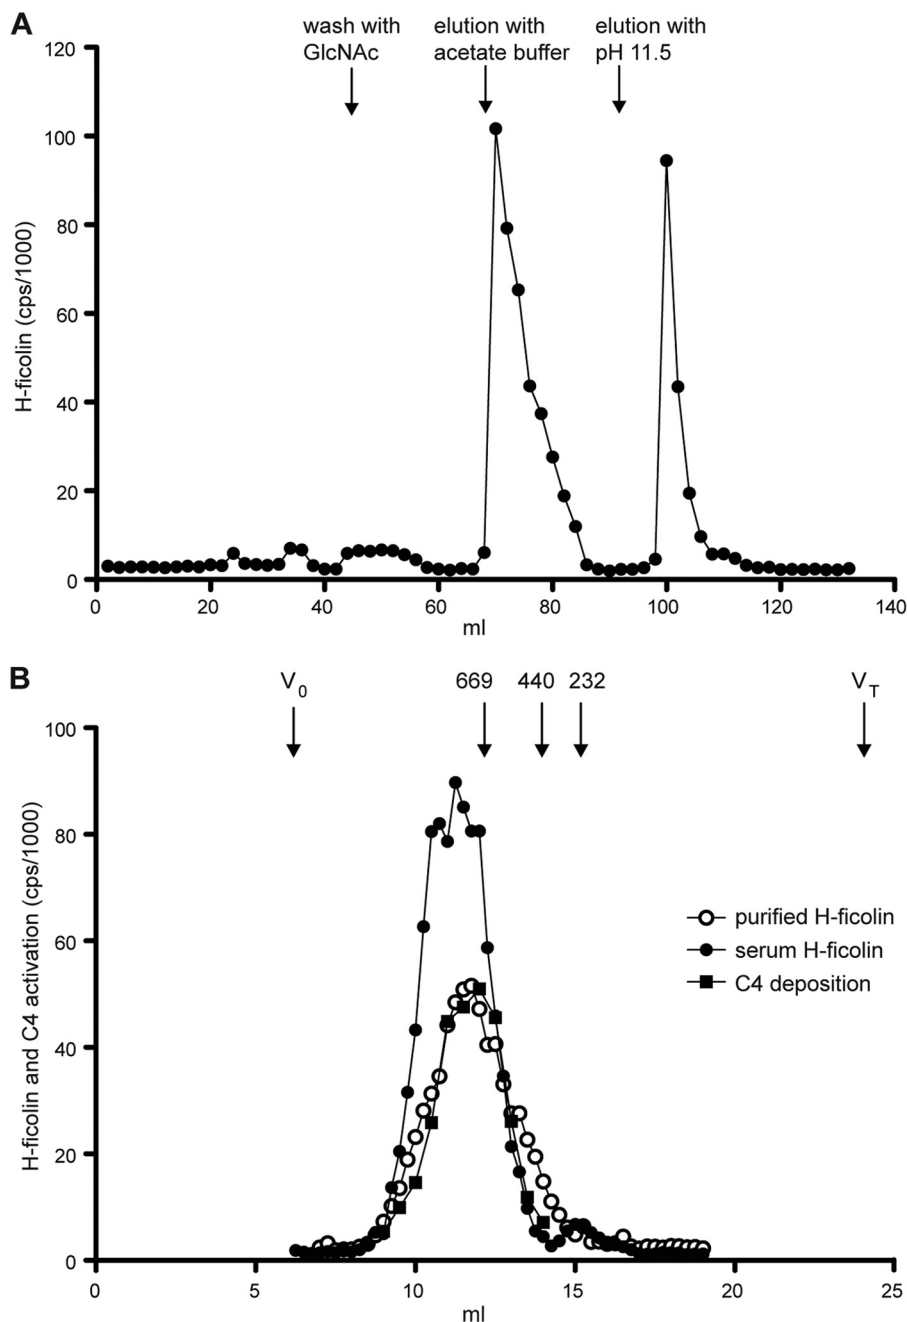 A
wash with
GlcNAc
elution with
acetate buffer
elution with
pH 11.5
120
100
80
60
40
20
0
H-ficolin (cps/1000)
0 20 40 60 80 100 120 140
ml
B
V0 669 440 232 VT
100
80
60
40
20
0
H-ficolin and C4 activation (cps/1000)
purified H-ficolin
serum H-ficolin
C4 deposition
0 5 10 15 20 25
ml